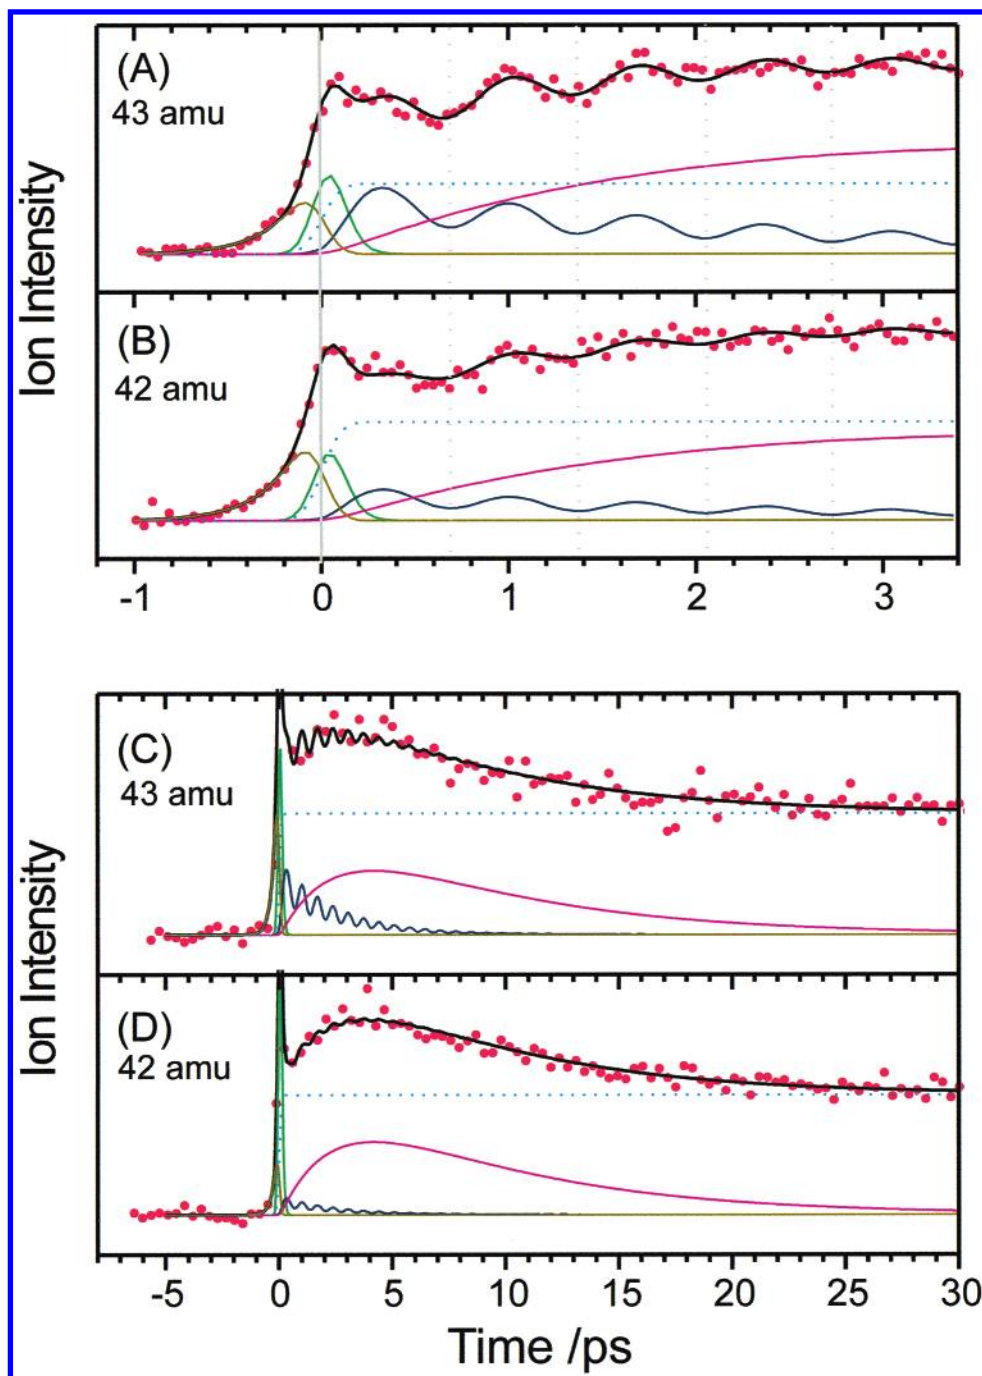 (A)
43 amu
Ion Intensity
(B)
42 amu
-1 0 1 2 3
(C)
43 amu
Ion Intensity
(D)
42 amu
-5 0 5 10 15 20 25 30
Time /ps